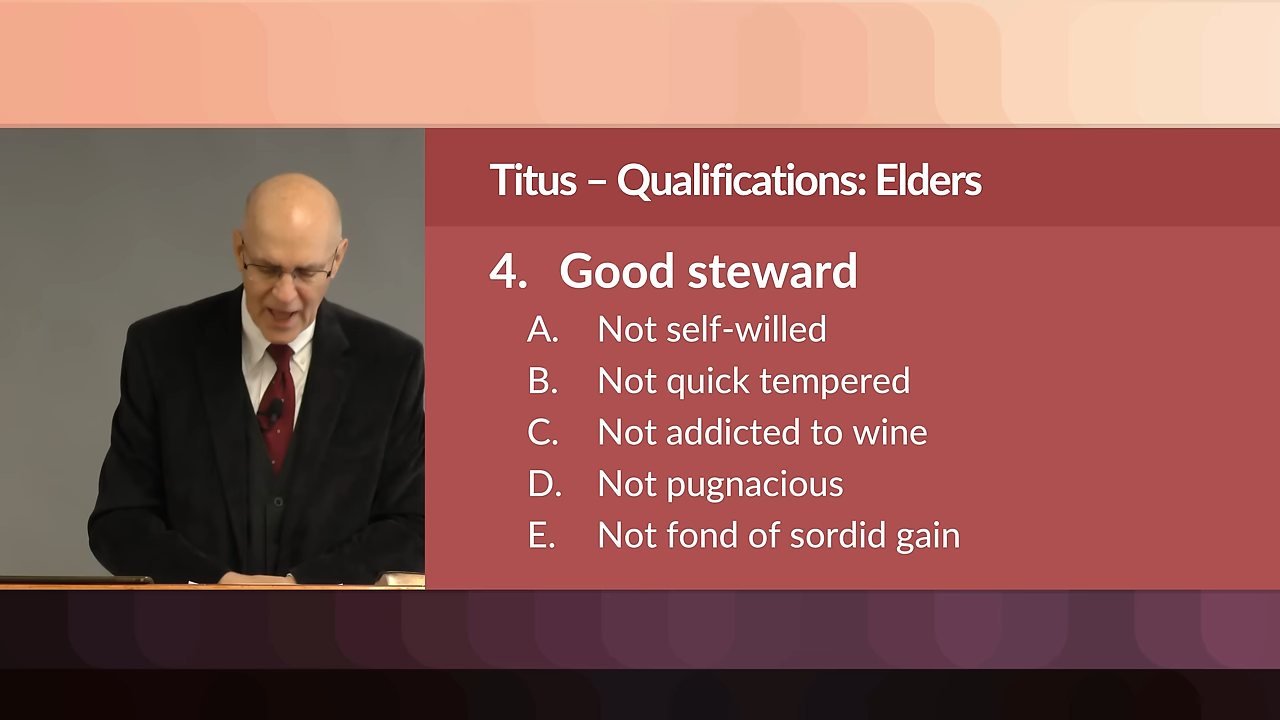 Titus – Qualifications: Elders
4. Good steward
A. Not self-willed
B. Not quick tempered
C. Not addicted to wine
D. Not pugnacious
E. Not fond of sordid gain